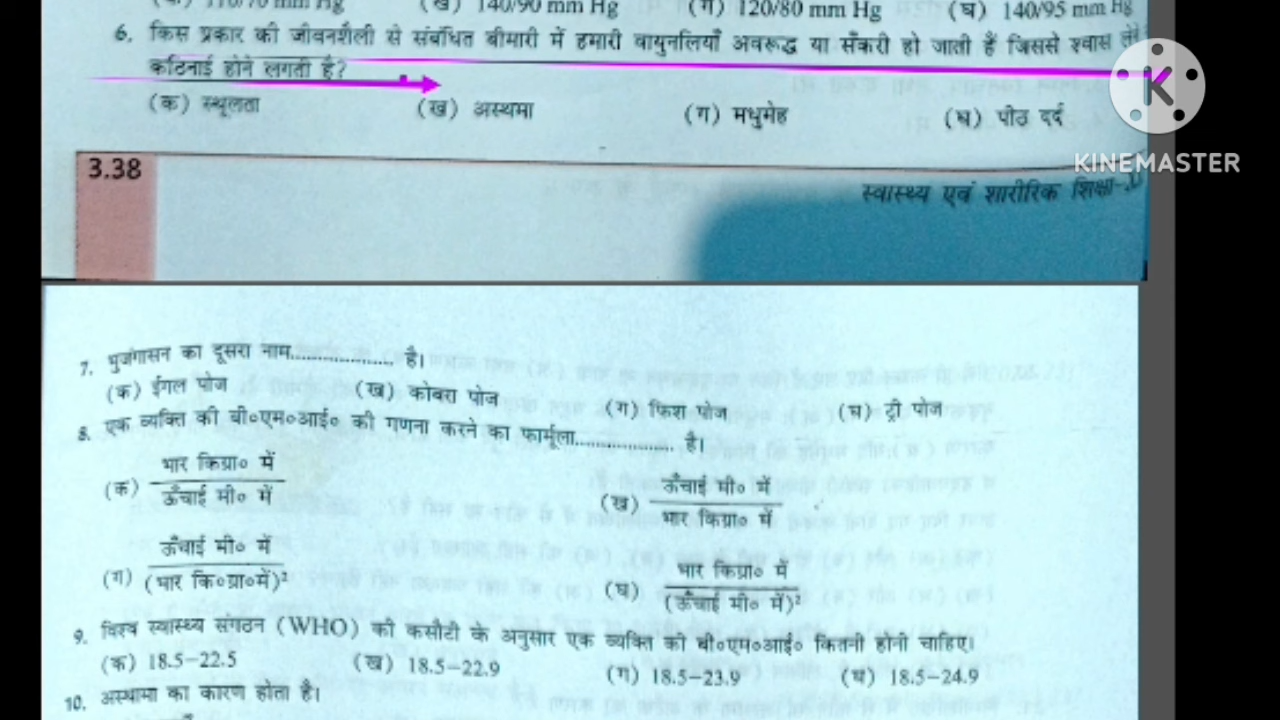 110/70 mm Hg (ख) 140/90 mm Hg (ग) 120/80 mm Hg (घ) 140/95 mm Hg
6. किस प्रकार की जीवनशैली से संबंधित बीमारी में हमारी वायुनलियाँ अवरूद्ध या सँकरी हो जाती हैं जिससे श्वास लेने
कठिनाई होने लगती है?
(क) स्थूलता (ख) अस्थमा (ग) मधुमेह (घ) पीठ दर्द
KINEMASTER
3.38
स्वास्थ्य एवं शारीरिक शिक्षा
7. भुजंगासन का दूसरा नाम.................... है।
(क) ईगल पोज (ख) कोबरा पोज (ग) फिश पोज (घ) ट्री पोज
8. एक व्यक्ति की बी०एम०आई० की गणना करने का फार्मूला.................... है।
(क) भार किग्रा० में
ऊँचाई मी० में
(ख) ऊँचाई मी० में
भार किग्रा० में
(ग) ऊँचाई मी० में
(भार कि०ग्रा०में)²
(घ) भार किग्रा० में
(ऊँचाई मी० में)²
9. विश्व स्वास्थ्य संगठन (WHO) की कसौटी के अनुसार एक व्यक्ति की बी०एम०आई० कितनी होनी चाहिए।
(क) 18.5–22.5 (ख) 18.5–22.9 (ग) 18.5–23.9 (घ) 18.5–24.9
10. अस्थामा का कारण होता है।